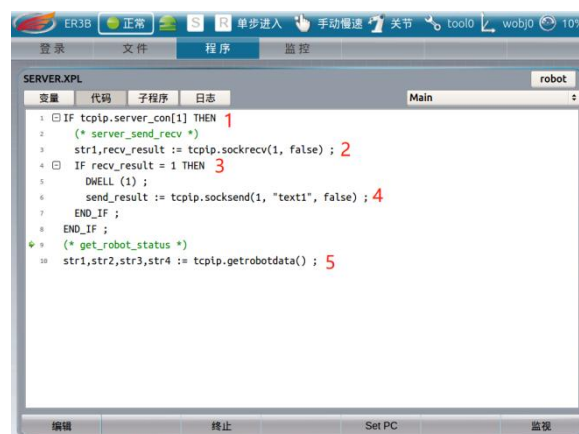 ER3B 正常 S R 单步进入 手动慢速 关节 tool0 wobj0 10%
登录 文件 程序 监控
SERVER.XPL robot
变量 代码 子程序 日志 Main
1 IF tcpip.server_con[1] THEN 1
2 (* server_send_recv *)
3 str1,recv_result := tcpip.sockrecv(1, false) ; 2
4 IF recv_result = 1 THEN 3
5 DWELL (1) ;
6 send_result := tcpip.socksend(1, "text1", false) ; 4
7 END_IF ;
8 END_IF ;
9 (* get_robot_status *)
10 str1,str2,str3,str4 := tcpip.getrobotdata() ; 5
编辑 终止 Set PC 监视